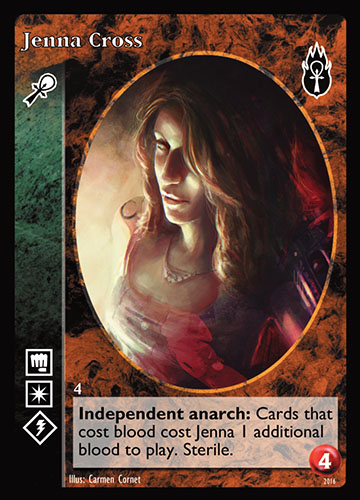 Jenna Cross
4
Independent anarch: Cards that
cost blood cost Jenna 1 additional
blood to play. Sterile.
4
Illus: Carmen Cornet
2016